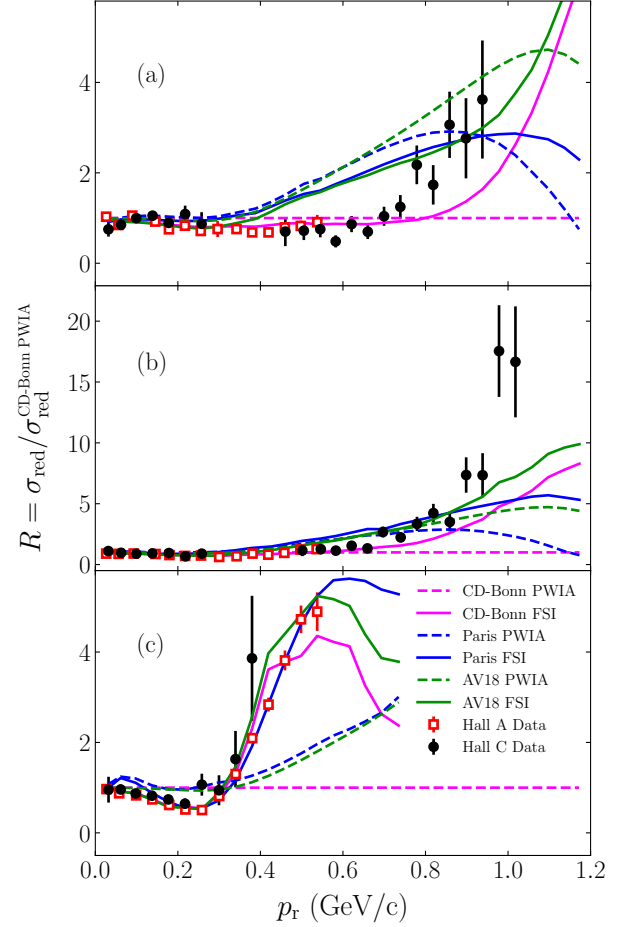 4
2
0
(a)
20
15
10
5
0
(b)
R = σred/σred^CD-Bonn PWIA
4
2
0
(c)
CD-Bonn PWIA
CD-Bonn FSI
Paris PWIA
Paris FSI
AV18 PWIA
AV18 FSI
Hall A Data
Hall C Data
0.0 0.2 0.4 0.6 0.8 1.0 1.2
pr (GeV/c)